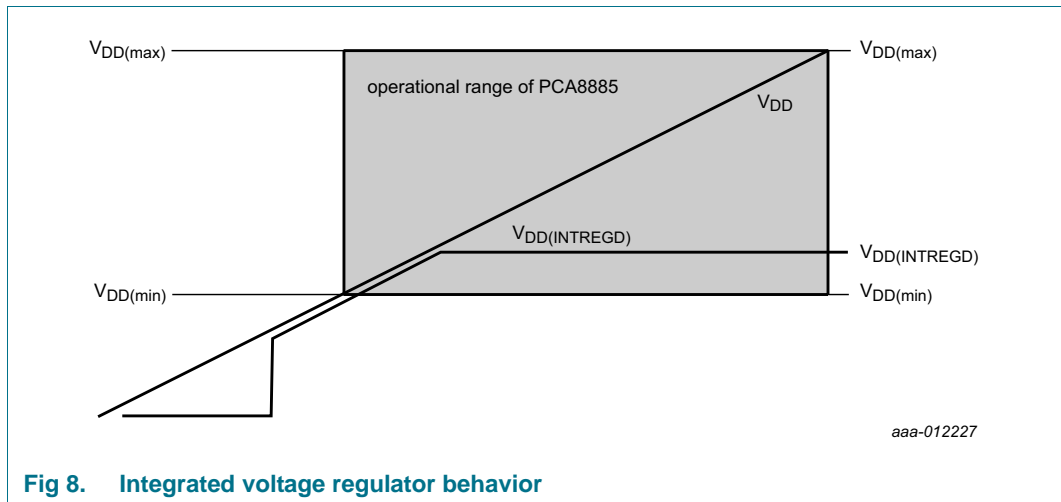 VDD(max)
VDD(max)
operational range of PCA8885
VDD
VDD(INTREGD)
VDD(INTREGD)
VDD(min)
VDD(min)
aaa-012227
Fig 8. Integrated voltage regulator behavior